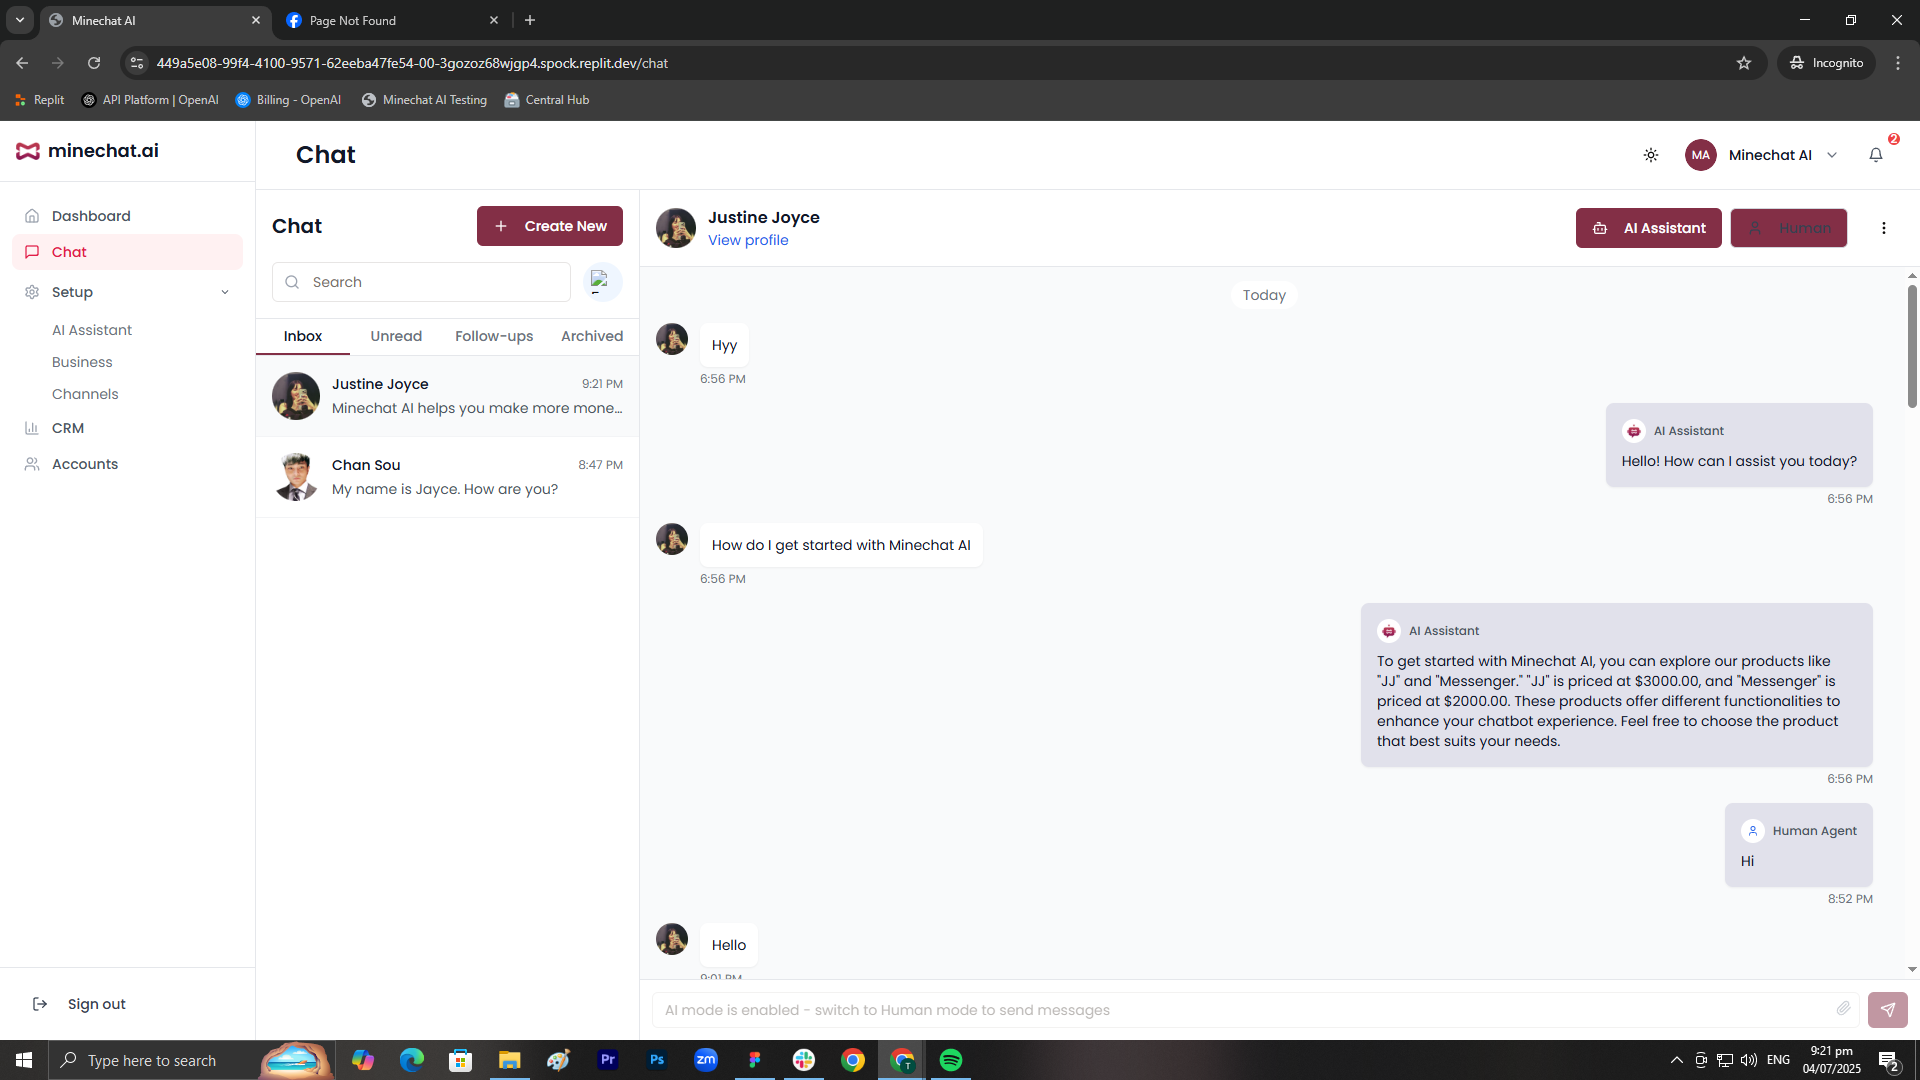 Minechat AI
Page Not Found
449a5e08-99f4-4100-9571-62eeba47fe54-00-3gozoz68wjgp4.spock.replit.dev/chat
Incognito
Replit
API Platform | OpenAI
Billing - OpenAI
Minechat AI Testing
Central Hub
minechat.ai
Chat
MA
Minechat AI
2
Dashboard
Chat
Setup
AI Assistant
Business
Channels
CRM
Accounts
Sign out
Chat
Create New
Search
Inbox
Unread
Follow-ups
Archived
Justine Joyce
9:21 PM
Minechat AI helps you make more mone...
Chan Sou
8:47 PM
My name is Jayce. How are you?
Justine Joyce
View profile
AI Assistant
Human
Today
Hyy
6:56 PM
AI Assistant
Hello! How can I assist you today?
6:56 PM
How do I get started with Minechat AI
6:56 PM
AI Assistant
To get started with Minechat AI, you can explore our products like
"JJ" and "Messenger." "JJ" is priced at $3000.00, and "Messenger" is
priced at $2000.00. These products offer different functionalities to
enhance your chatbot experience. Feel free to choose the product
that best suits your needs.
6:56 PM
Human Agent
Hi
8:52 PM
Hello
9:01 PM
AI mode is enabled - switch to Human mode to send messages
Type here to search
Pr
Ps
zm
T
ENG
9:21 pm
04/07/2025
2